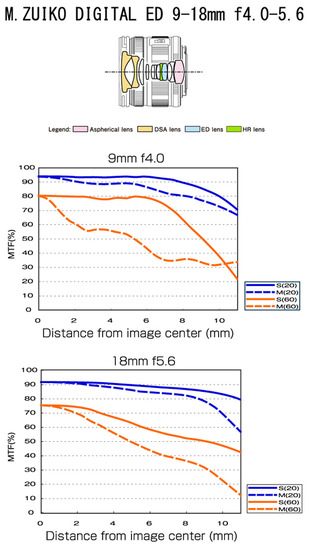 M.ZUIKO DIGITAL ED 9-18mm f4.0-5.6
Legend: Aspherical lens DSA lens ED lens HR lens
9mm f4.0
100
90
80
70
60
50
40
30
20
10
0
MTF(%)
0 2 4 6 8 10
Distance from image center (mm)
S(20)
M(20)
S(60)
M(60)
18mm f5.6
100
90
80
70
60
50
40
30
20
10
0
MTF(%)
0 2 4 6 8 10
Distance from image center (mm)
S(20)
M(20)
S(60)
M(60)